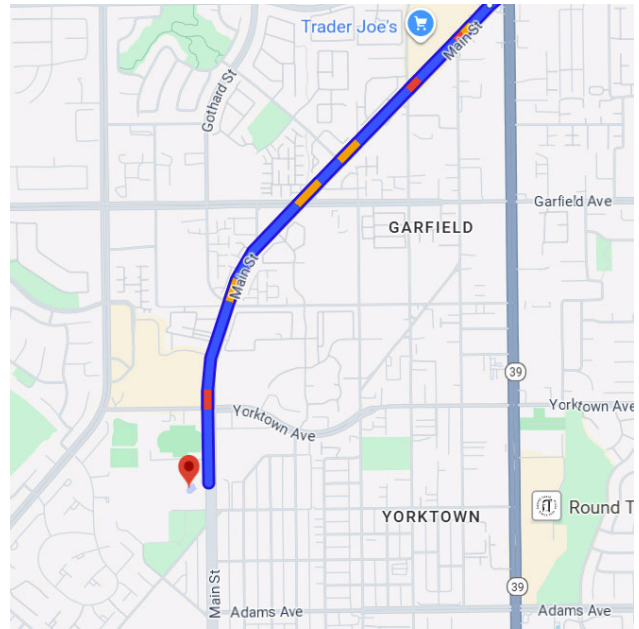 Trader Joe's
Main St
Gothard St
Garfield Ave
GARFIELD
Main St
39
Yorktown Ave
Yorktown Ave
Round T
YORKTOWN
39
Main St
Adams Ave
Adams Ave